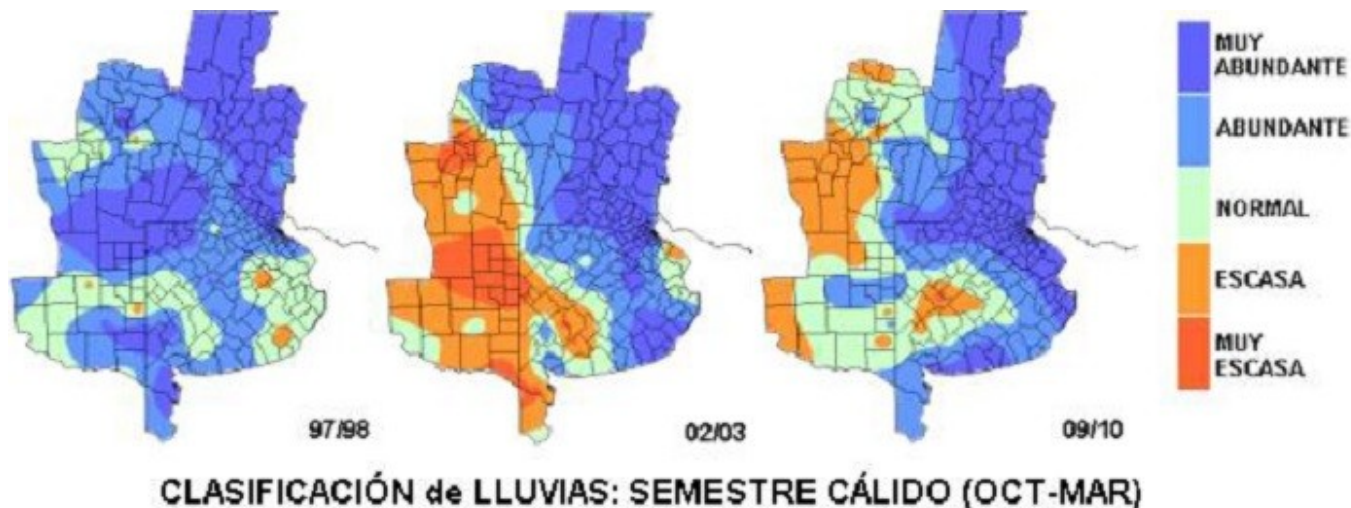 MUY
ABUNDANTE
ABUNDANTE
NORMAL
ESCASA
MUY
ESCASA
97/98
02/03
09/10
CLASIFICACIÓN de LLUVIAS: SEMESTRE CÁLIDO (OCT-MAR)